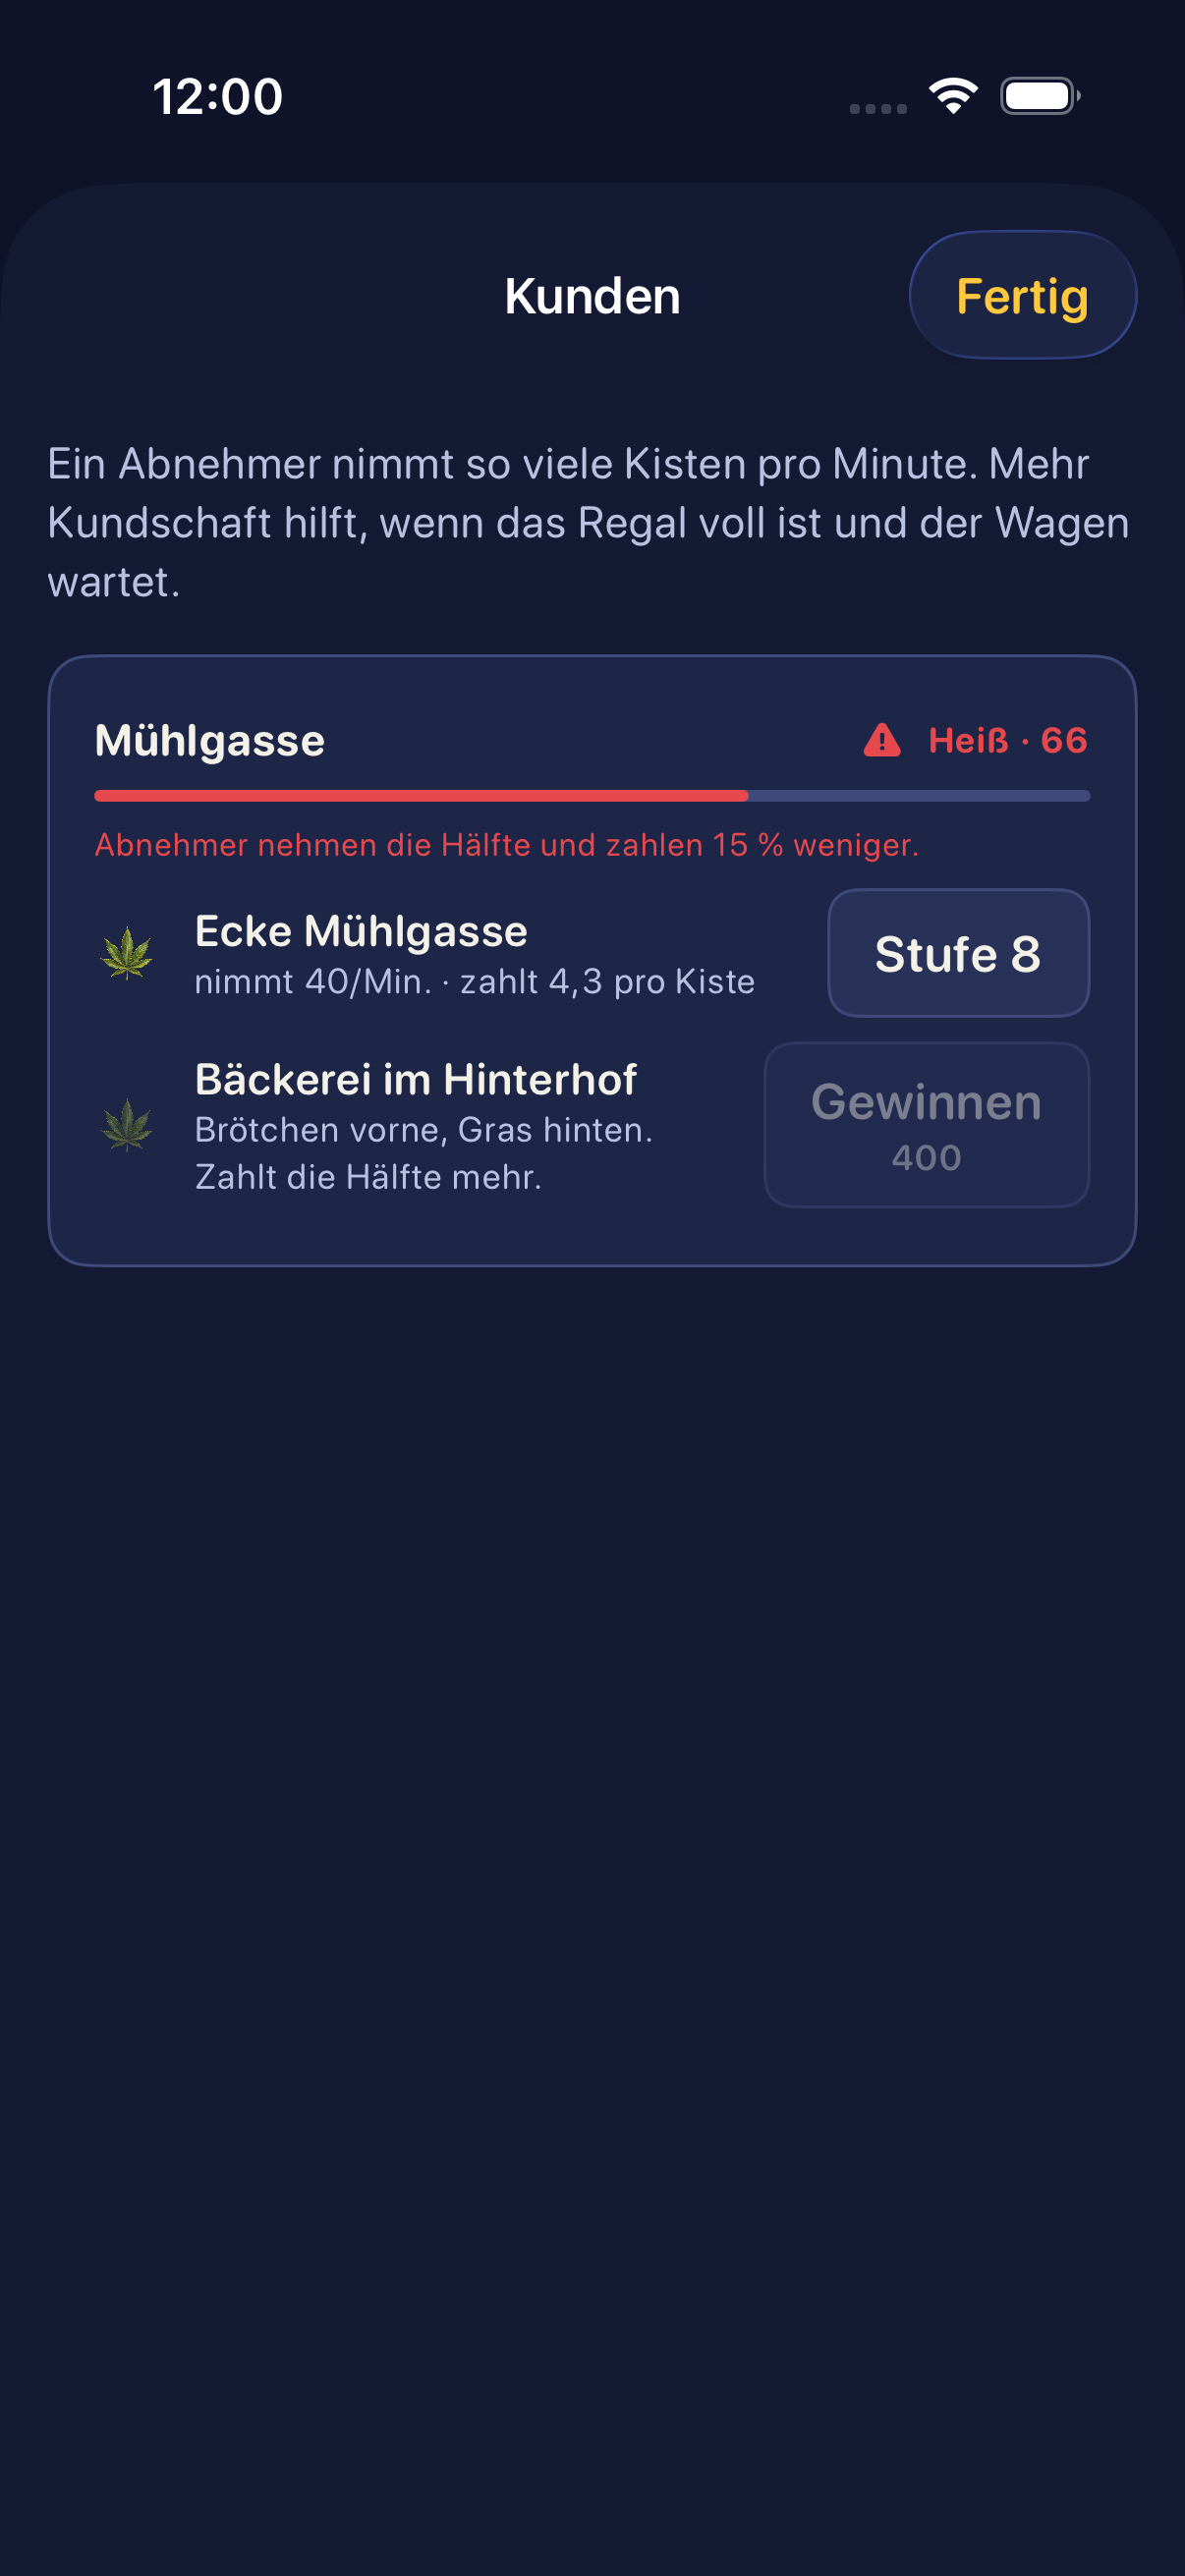 12:00
Kunden
Fertig
Ein Abnehmer nimmt so viele Kisten pro Minute. Mehr
Kundschaft hilft, wenn das Regal voll ist und der Wagen
wartet.
Mühlgasse
Heiß · 66
Abnehmer nehmen die Hälfte und zahlen 15 % weniger.
Ecke Mühlgasse
nimmt 40/Min. · zahlt 4,3 pro Kiste
Stufe 8
Bäckerei im Hinterhof
Brötchen vorne, Gras hinten.
Zahlt die Hälfte mehr.
Gewinnen
400